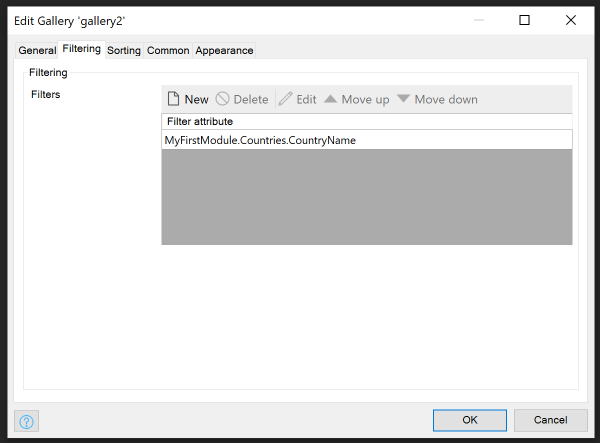 Edit Gallery 'gallery2'
General Filtering Sorting Common Appearance
Filtering
Filters
New Delete Edit Move up Move down
Filter attribute
MyFirstModule.Countries.CountryName
?
OK Cancel